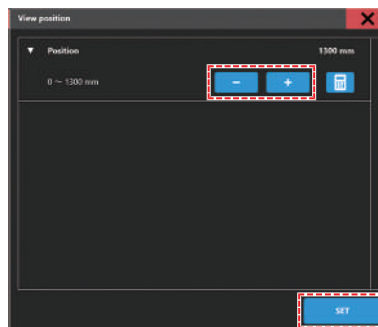 View position
▼ Position 1300 mm
0 ~ 1300 mm − +
SET